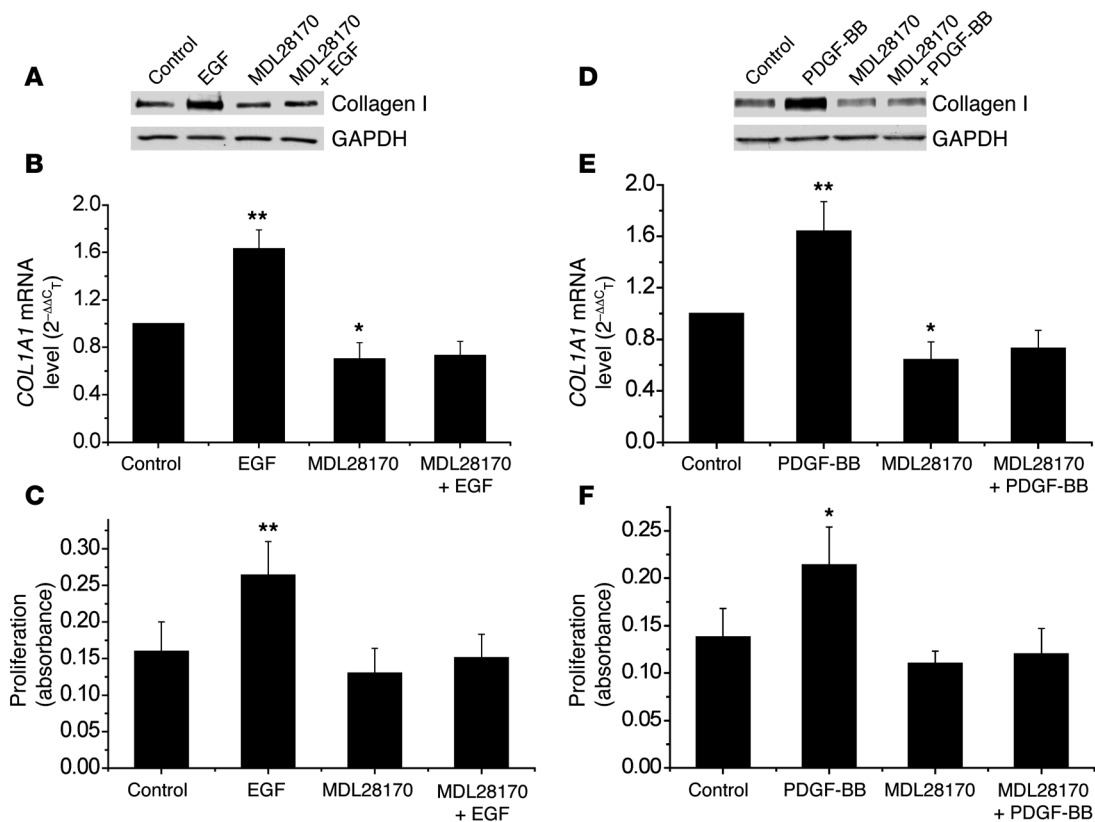 A
Control
EGF
MDL28170
MDL28170
+ EGF
Collagen I
GAPDH
B
COL1A1 mRNA
level (2−ΔΔCT)
2.0
1.6
1.2
0.8
0.4
0.0
**
*
Control
EGF
MDL28170
MDL28170
+ EGF
C
Proliferation
(absorbance)
0.30
0.25
0.20
0.15
0.10
0.05
0.00
**
Control
EGF
MDL28170
MDL28170
+ EGF
D
Control
PDGF-BB
MDL28170
MDL28170
+ PDGF-BB
Collagen I
GAPDH
E
COL1A1 mRNA
level (2−ΔΔCT)
2.0
1.6
1.2
0.8
0.4
0.0
**
*
Control
PDGF-BB
MDL28170
MDL28170
+ PDGF-BB
F
Proliferation
(absorbance)
0.25
0.20
0.15
0.10
0.05
0.00
*
Control
PDGF-BB
MDL28170
MDL28170
+ PDGF-BB